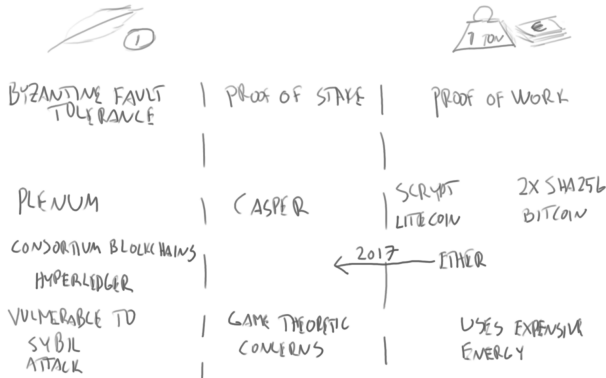 1
1 TON
€
BYZANTINE FAULT
TOLERANCE
PROOF OF STAKE
PROOF OF WORK
PLENUM
CASPER
SCRYPT
LITECOIN
2X SHA256
BITCOIN
CONSORTIUM BLOCKCHAINS
HYPERLEDGER
2017
ETHER
VULNERABLE TO
SYBIL
ATTACK
GAME THEORETIC
CONCERNS
USES EXPENSIVE
ENERGY